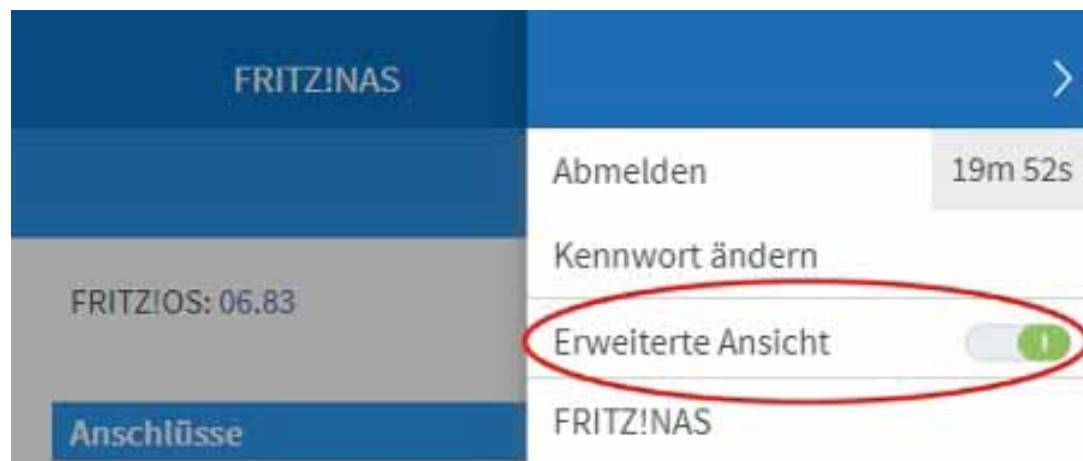 FRITZ!NAS
FRITZ!OS: 06.83
Anschlüsse
Abmelden 19m 52s
Kennwort ändern
Erweiterte Ansicht
FRITZ!NAS